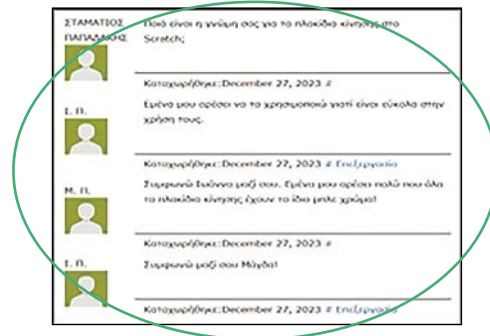 ΣΤΑΜΑΤΙΟΣ ΠΑΠΑΔΑΚΗΣ
Ποιά είναι η γνώμη σας για τα πλακίδια κίνησης στο
Scratch;
Καταχωρήθηκε:December 27, 2023 #
Ι. Π.
Εμένα μου αρέσει να τα χρησιμοποιώ γιατί είναι εύκολα στην
χρήση τους.
Καταχωρήθηκε:December 27, 2023 # Επεξεργασία
Μ. Π.
Συμφωνώ Ιωάννα μαζί σου. Εμένα μου αρέσει πολύ που όλα
τα πλακίδια κίνησης έχουν το ίδιο μπλε χρώμα!
Καταχωρήθηκε:December 27, 2023 #
Ι. Π.
Συμφωνώ μαζί σου Μάγδα!
Καταχωρήθηκε:December 27, 2023 # Επεξεργασία